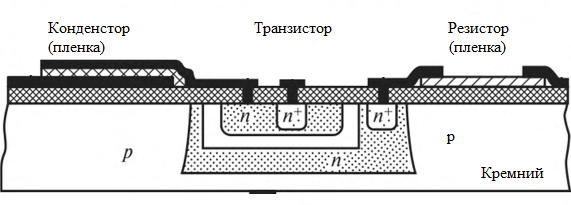 Конденстор
(пленка)
Транзистор
Резистор
(пленка)
n
n+
n+
p
n
p
Кремний